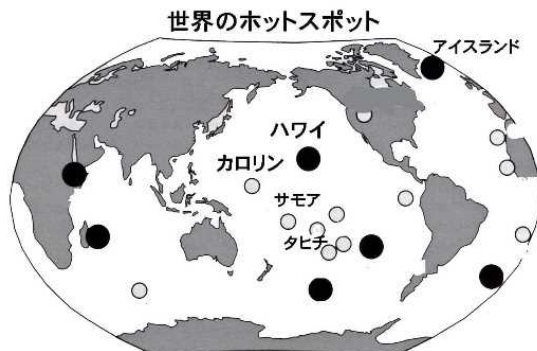 世界のホットスポット
アイスランド
ハワイ
カロリン
サモア
タヒチ